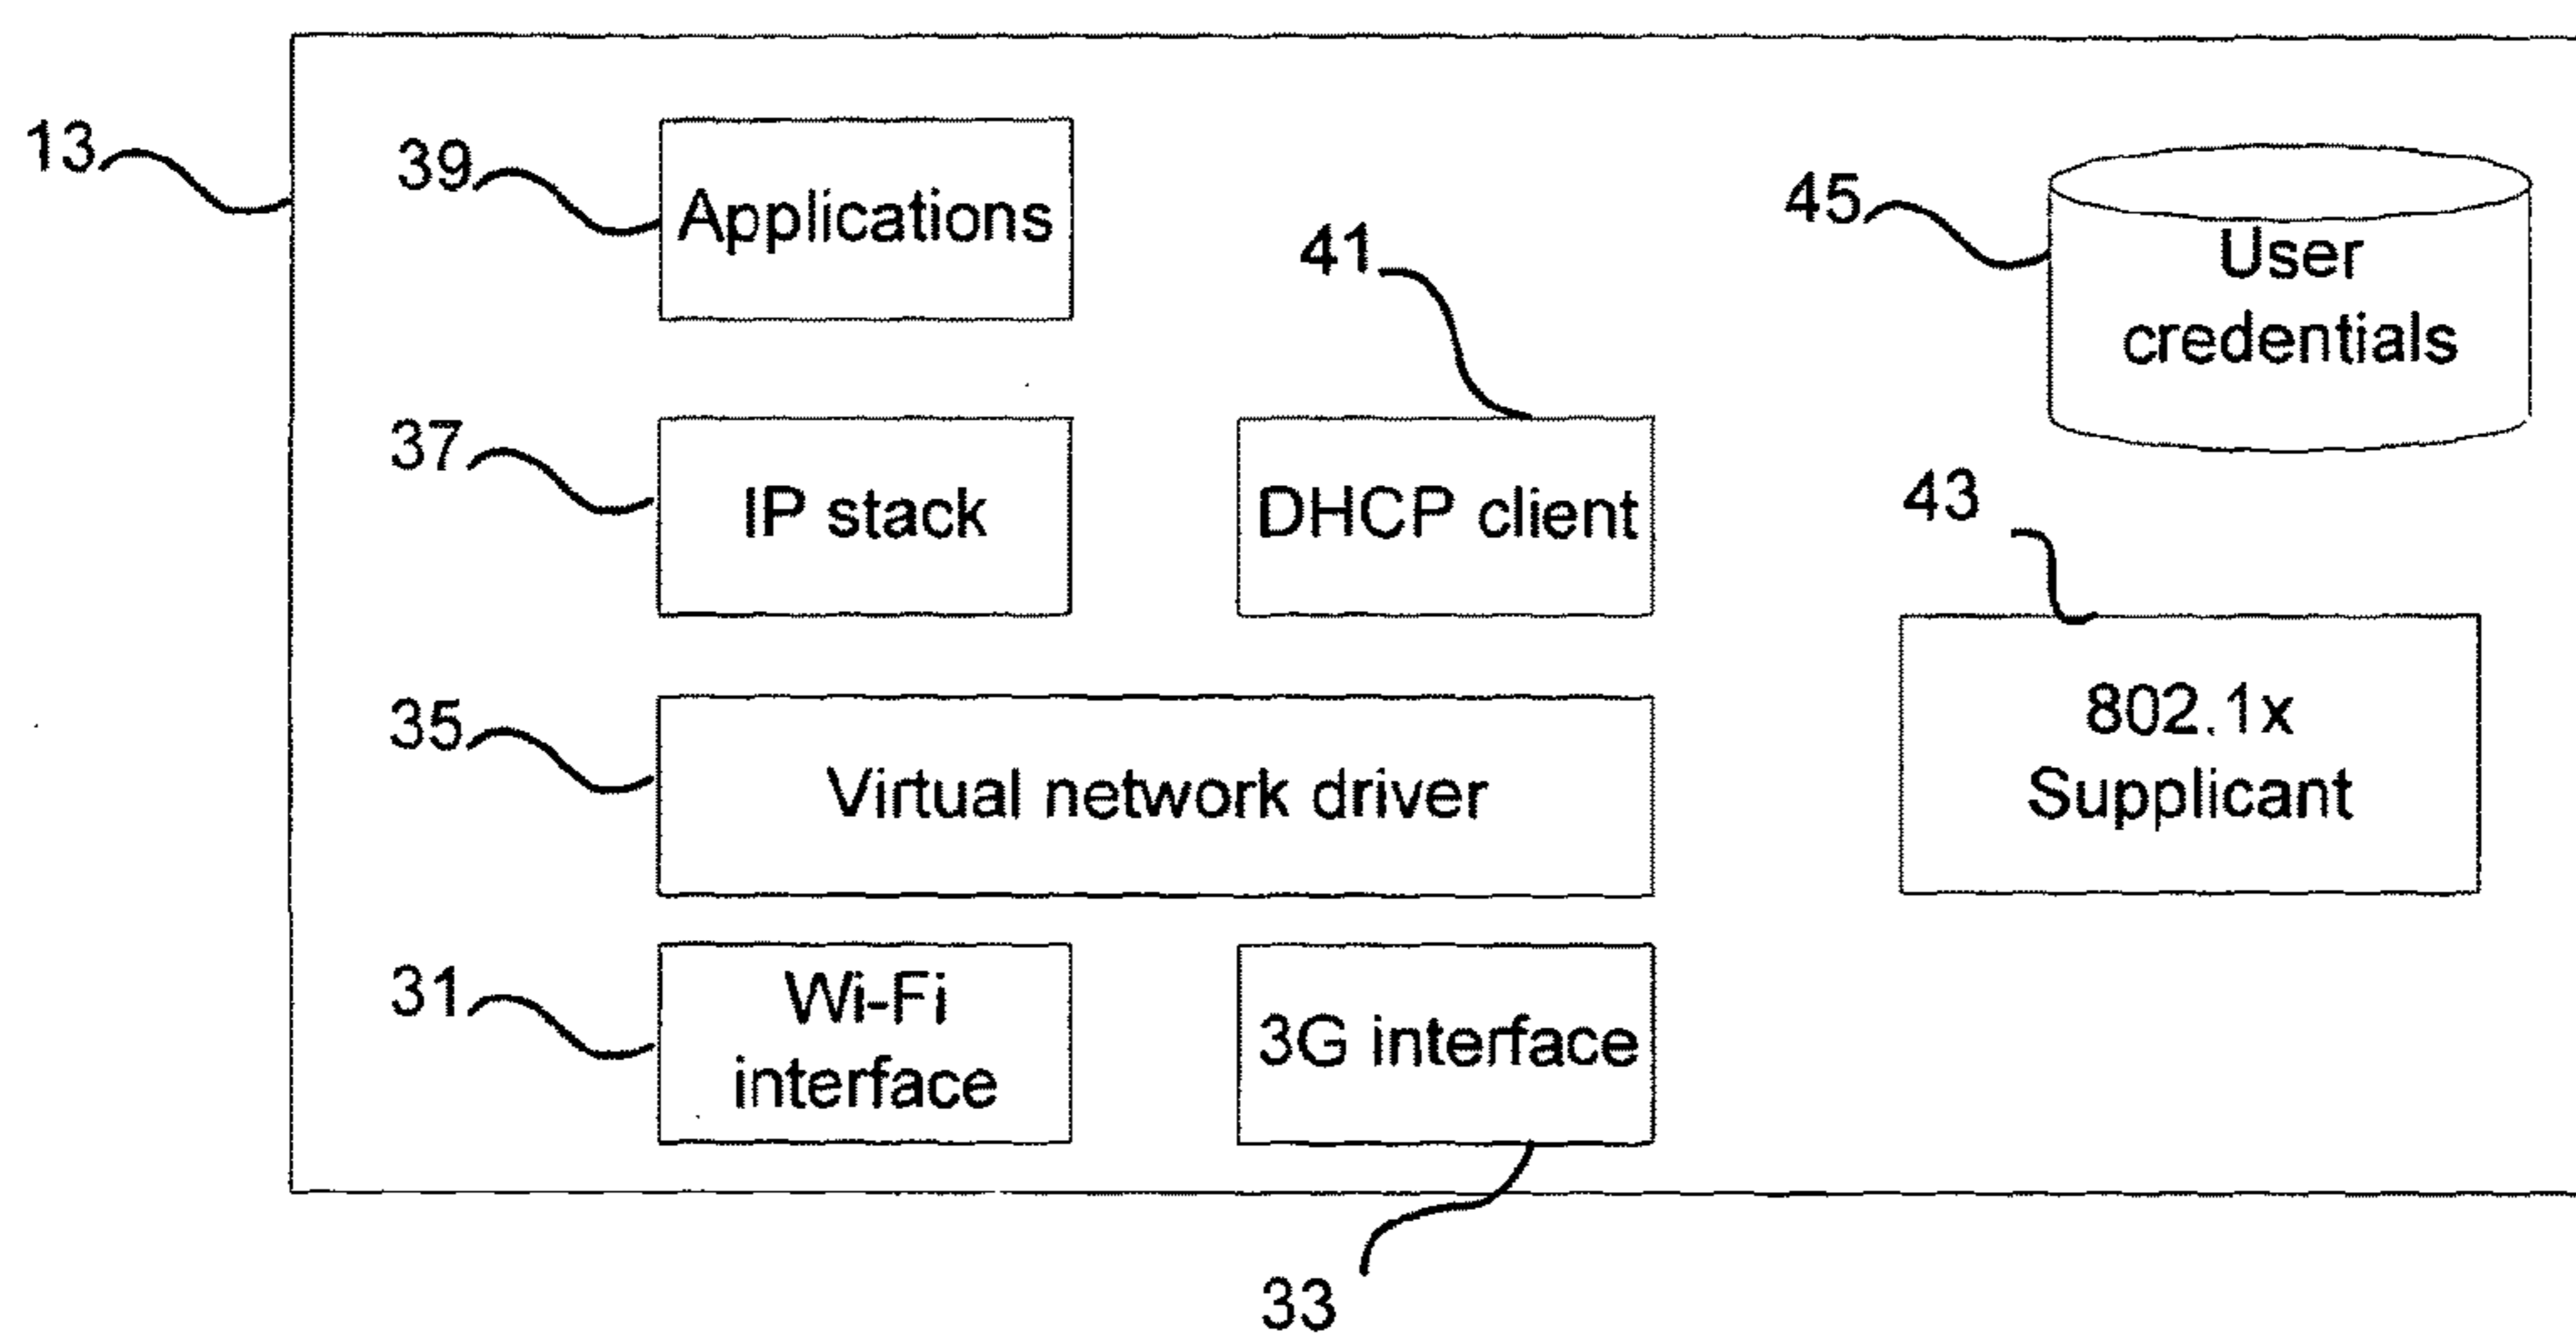 13
39
Applications
41
45
User
credentials
37
IP stack
DHCP client
43
35
Virtual network driver
802.1x
Supplicant
31
Wi-Fi
interface
3G interface
33